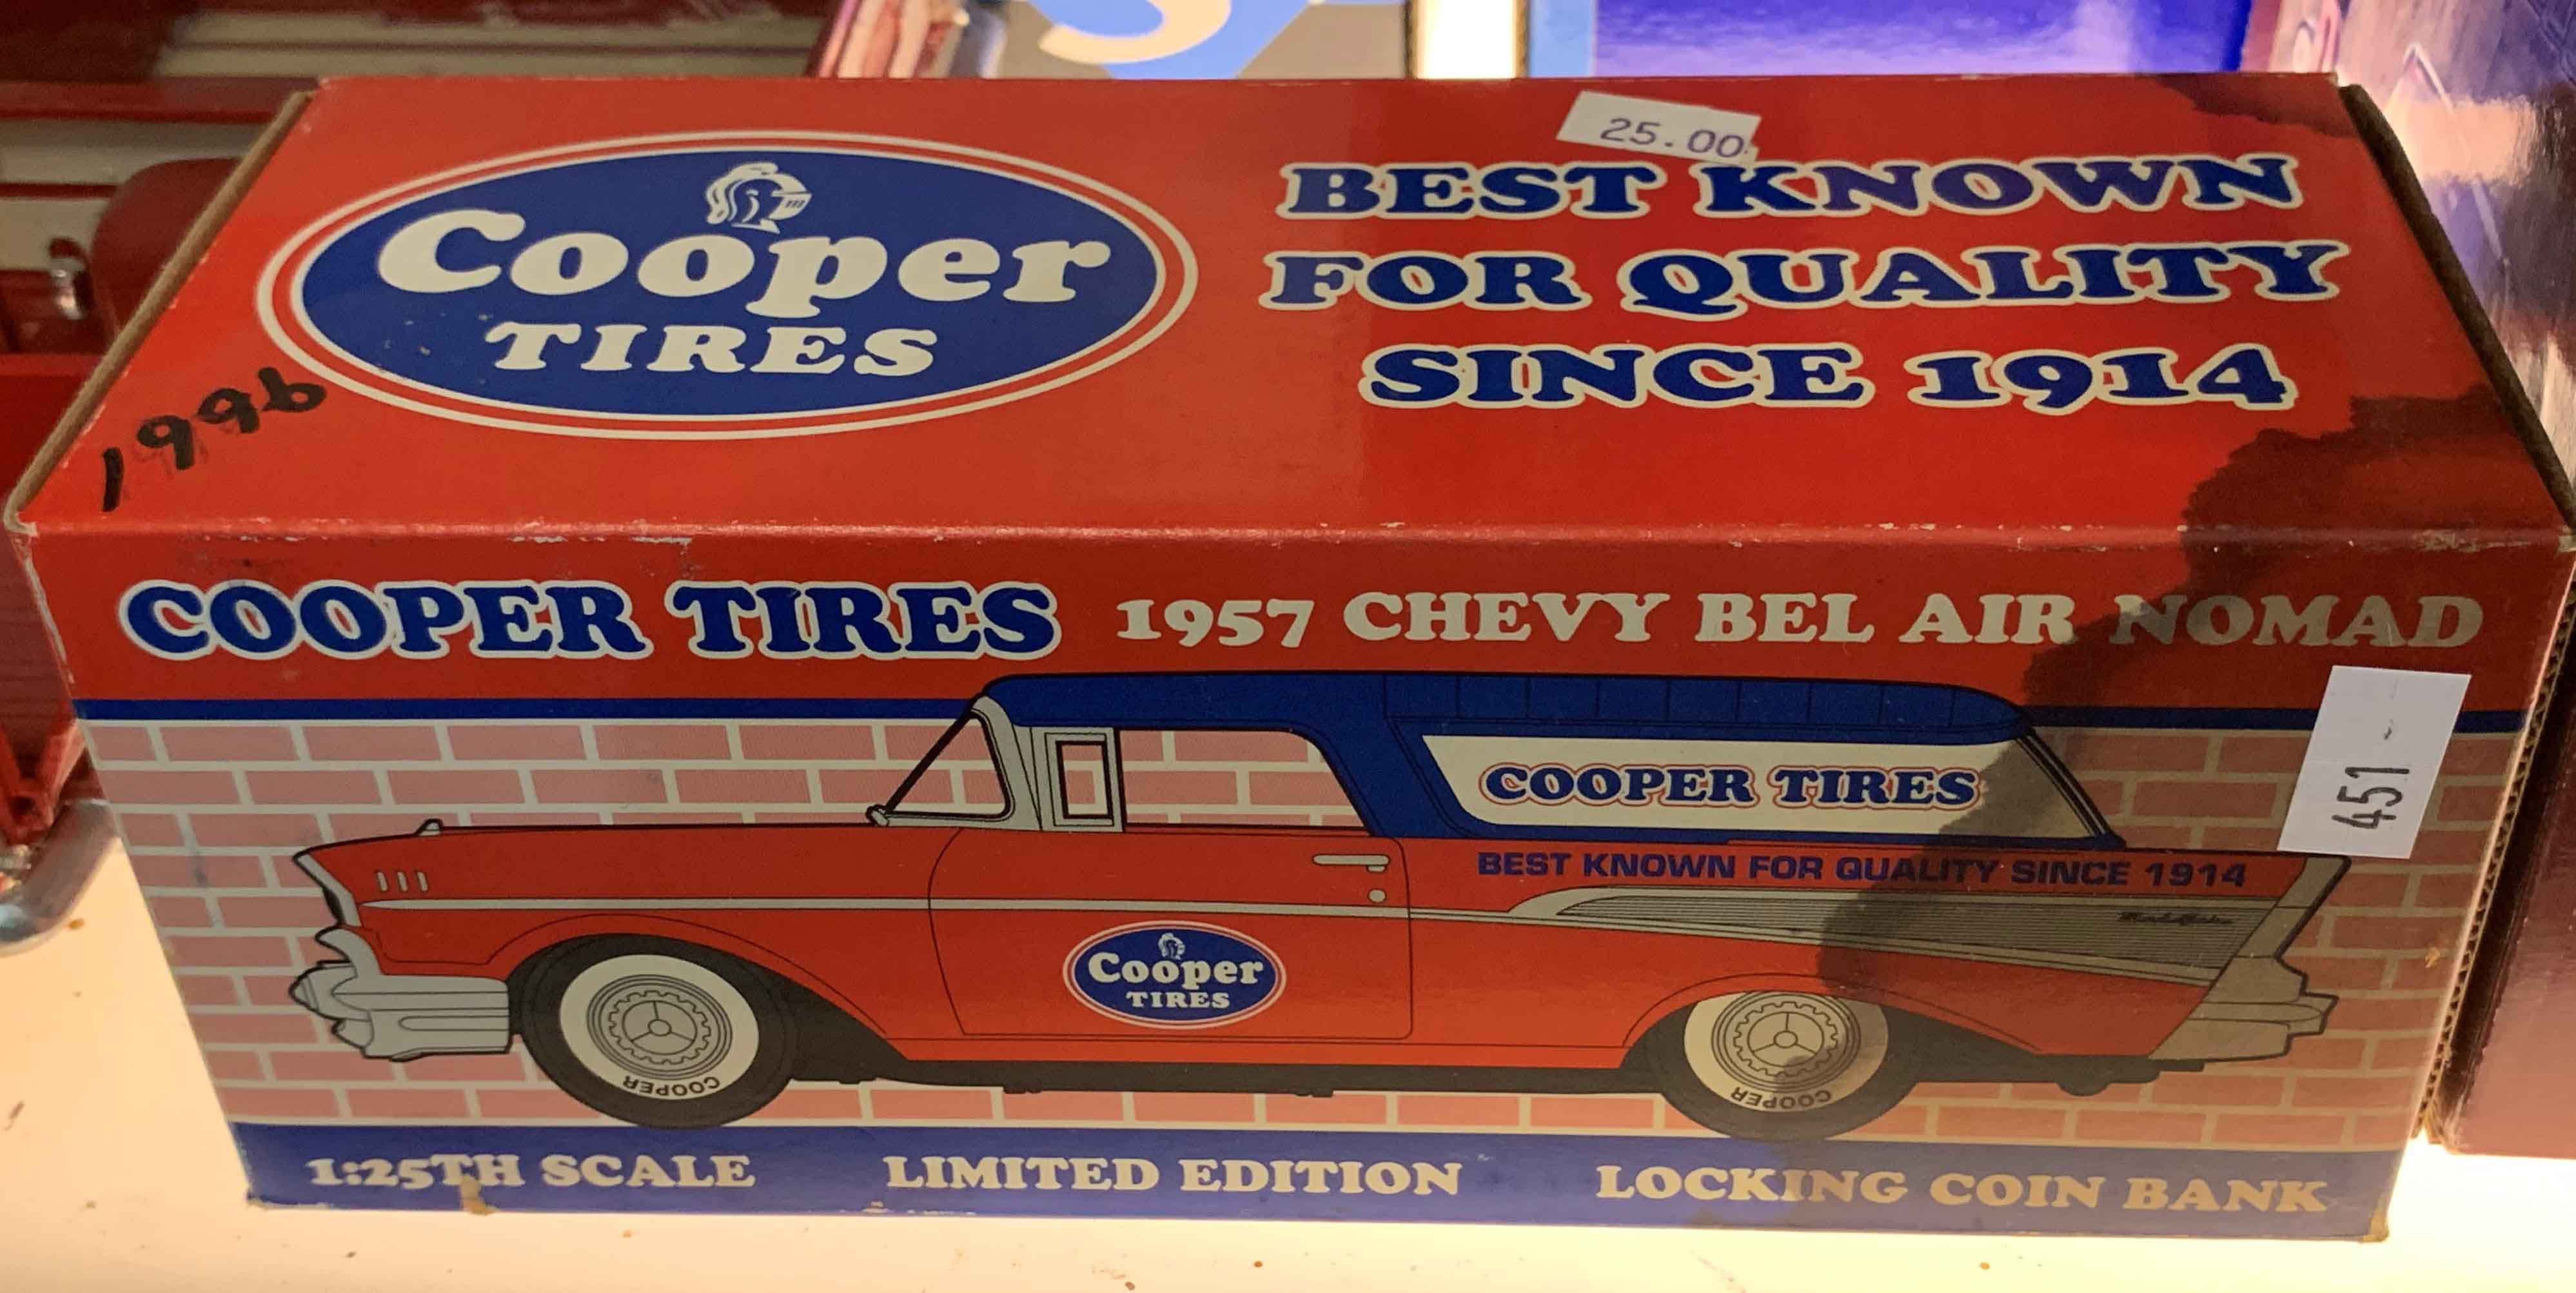 25.00
Cooper
TIRES
BEST KNOWN
FOR QUALITY
SINCE 1914
1996
COOPER TIRES 1957 CHEVY BEL AIR NOMAD
451
COOPER TIRES
BEST KNOWN FOR QUALITY SINCE 1914
Bel Air
Cooper
TIRES
COOPER
COOPER
1:25TH SCALE LIMITED EDITION LOCKING COIN BANK